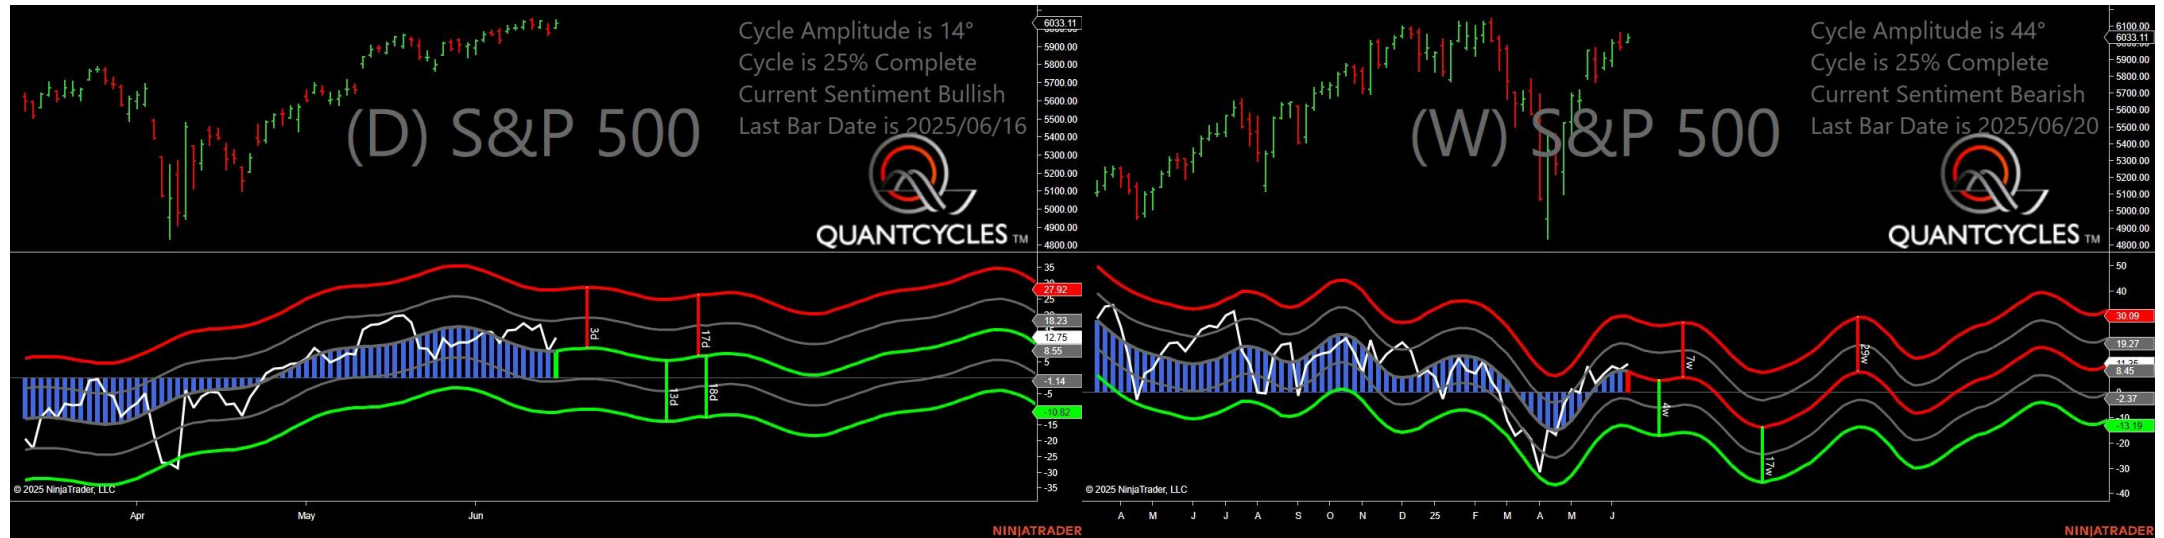 Cycle Amplitude is 14°
Cycle is 25% Complete
Current Sentiment Bullish
Last Bar Date is 2025/06/16
(D) S&P 500
QUANTCYCLES TM
6033.11
5900.00
5800.00
5700.00
5600.00
5500.00
5400.00
5300.00
5200.00
5100.00
5000.00
4900.00
4800.00
35
27.92
25
18.23
12.75
8.55
5
-1.14
-5
-10.82
-15
-20
-25
-30
-35
3d
17d
13d
18d
© 2025 NinjaTrader, LLC
Apr May Jun
NINJATRADER
Cycle Amplitude is 44°
Cycle is 25% Complete
Current Sentiment Bearish
Last Bar Date is 2025/06/20
(W) S&P 500
QUANTCYCLES TM
6100.00
6033.11
5900.00
5800.00
5700.00
5600.00
5500.00
5400.00
5300.00
5200.00
5100.00
5000.00
4900.00
4800.00
50
40
30.09
19.27
8.45
0
-2.37
-13.19
-20
-30
-40
7w
29w
4w
17w
© 2025 NinjaTrader, LLC
A M J J A S O N D 25 F M A M J
NINJATRADER